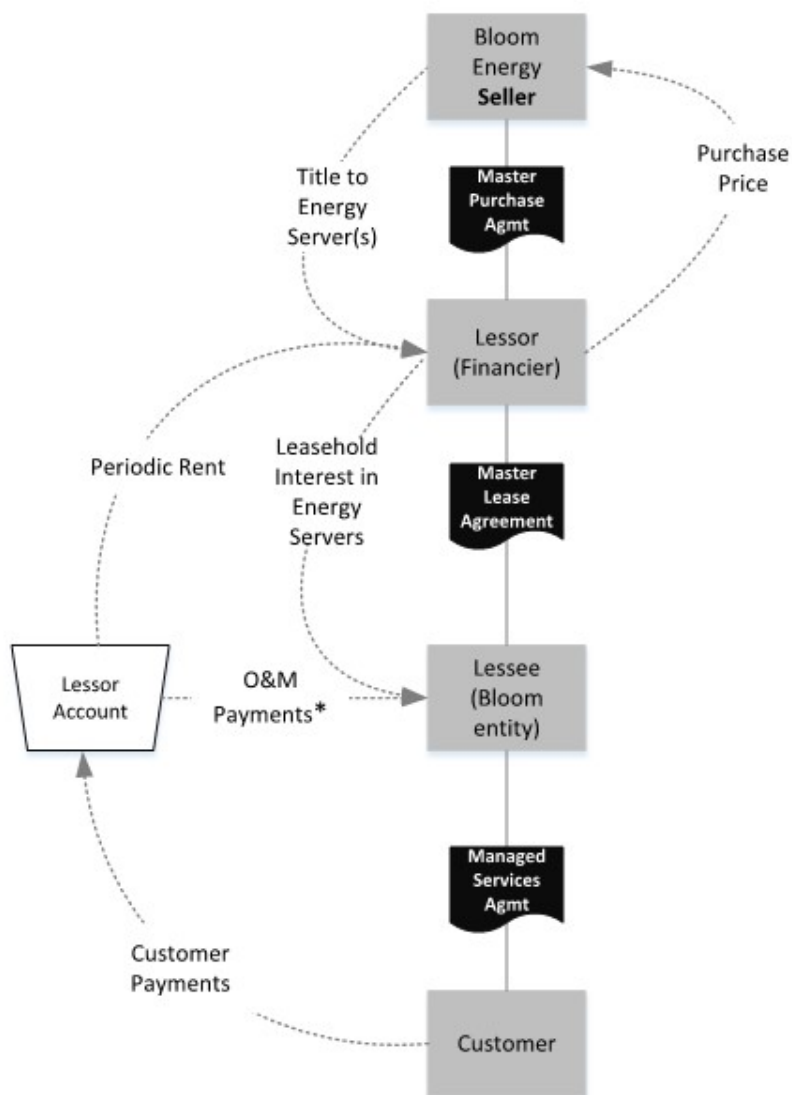 Bloom
Energy
Seller
Purchase
Price
Title to
Energy
Server(s)
Master
Purchase
Agmt
Lessor
(Financier)
Periodic Rent
Leasehold
Interest in
Energy
Servers
Master
Lease
Agreement
Lessor
Account
O&M
Payments*
Lessee
(Bloom
entity)
Managed
Services
Agmt
Customer
Payments
Customer